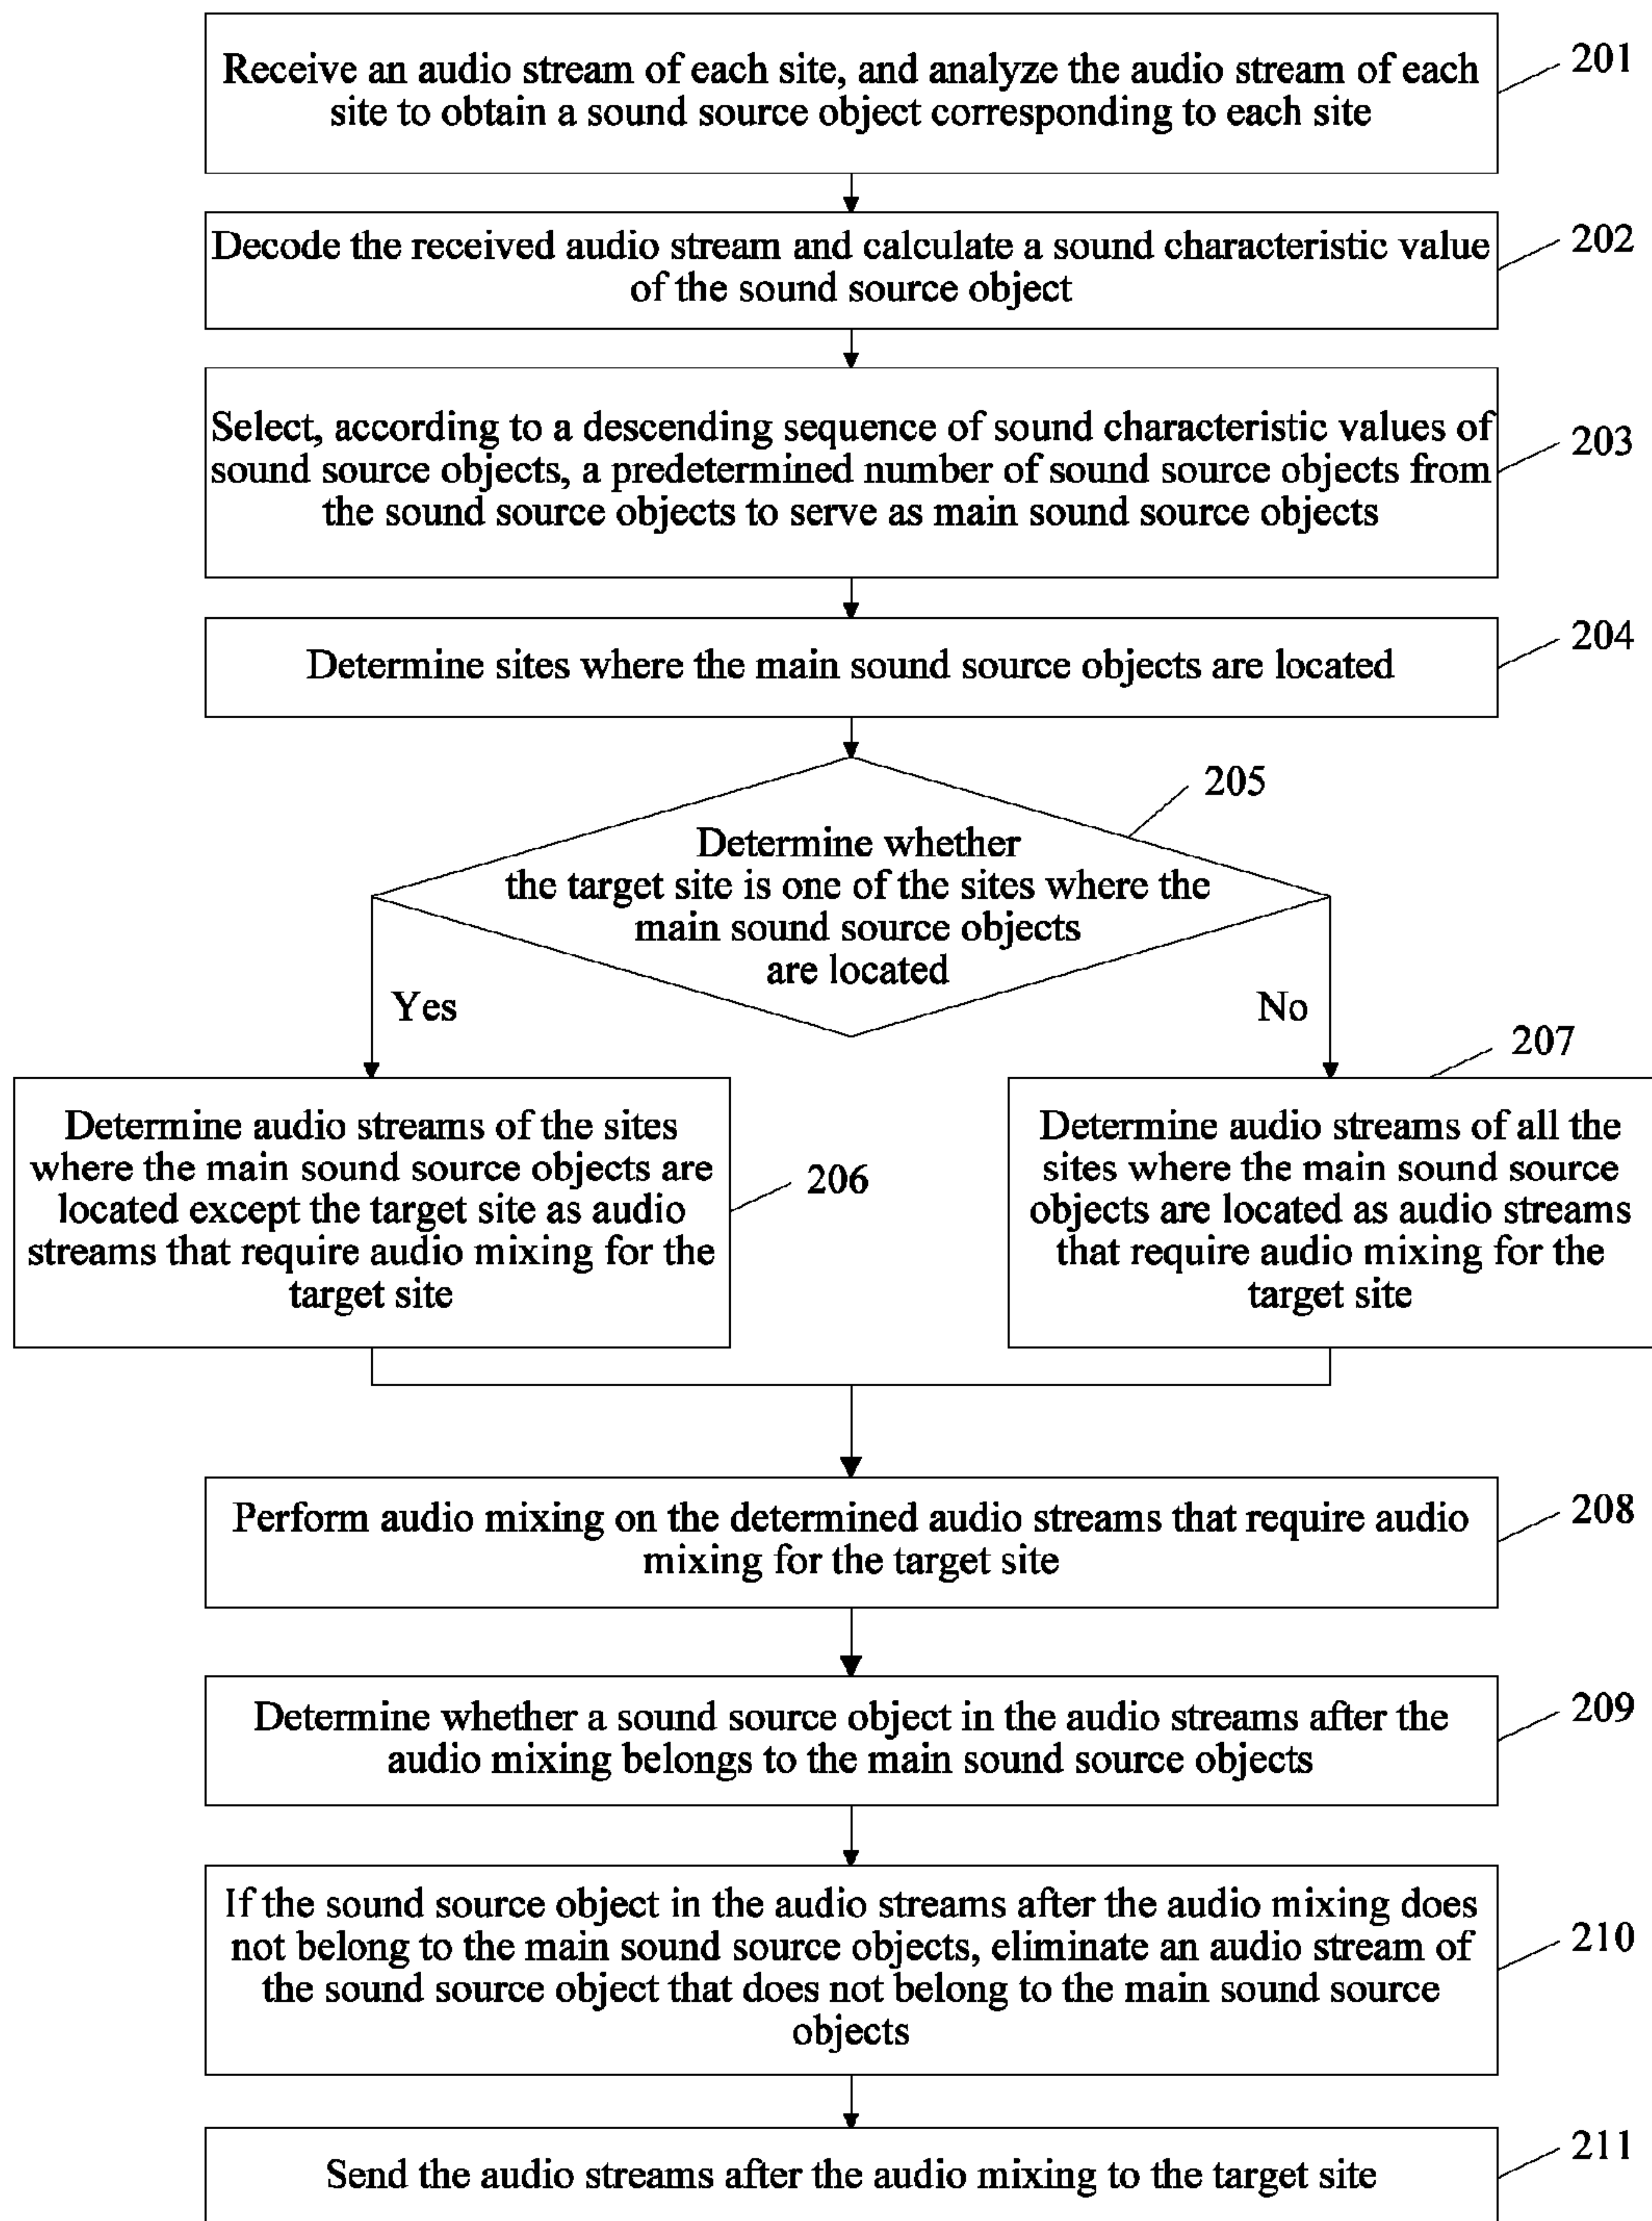 Receive an audio stream of each site, and analyze the audio stream of each
site to obtain a sound source object corresponding to each site
201
Decode the received audio stream and calculate a sound characteristic value
of the sound source object
202
Select, according to a descending sequence of sound characteristic values of
sound source objects, a predetermined number of sound source objects from
the sound source objects to serve as main sound source objects
203
Determine sites where the main sound source objects are located
204
205
Determine whether
the target site is one of the sites where the
main sound source objects
are located
Yes
No
Determine audio streams of the sites
where the main sound source objects are
located except the target site as audio
streams that require audio mixing for the
target site
206
207
Determine audio streams of all the
sites where the main sound source
objects are located as audio streams
that require audio mixing for the
target site
Perform audio mixing on the determined audio streams that require audio
mixing for the target site
208
Determine whether a sound source object in the audio streams after the
audio mixing belongs to the main sound source objects
209
If the sound source object in the audio streams after the audio mixing does
not belong to the main sound source objects, eliminate an audio stream of
the sound source object that does not belong to the main sound source
objects
210
Send the audio streams after the audio mixing to the target site
211